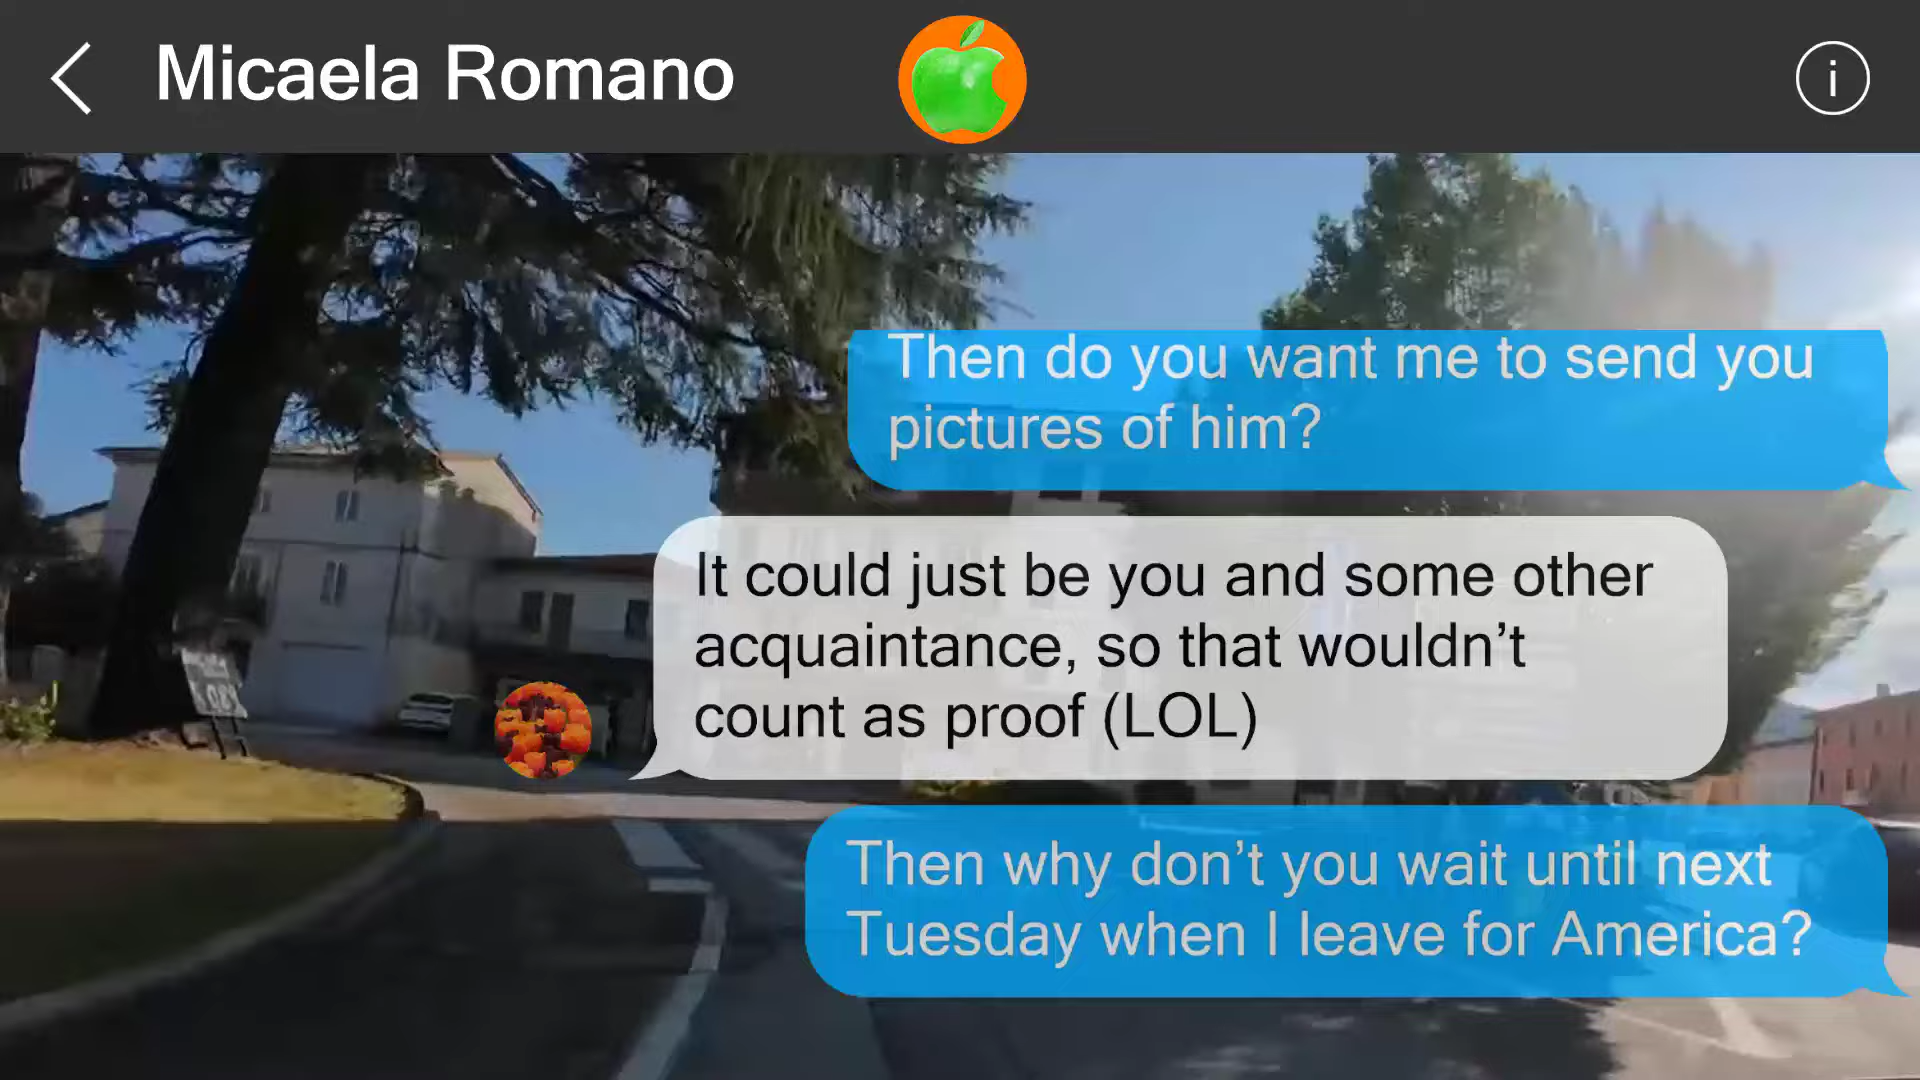 Micaela Romano
Then do you want me to send you
pictures of him?
It could just be you and some other
acquaintance, so that wouldn’t
count as proof (LOL)
Then why don’t you wait until next
Tuesday when I leave for America?